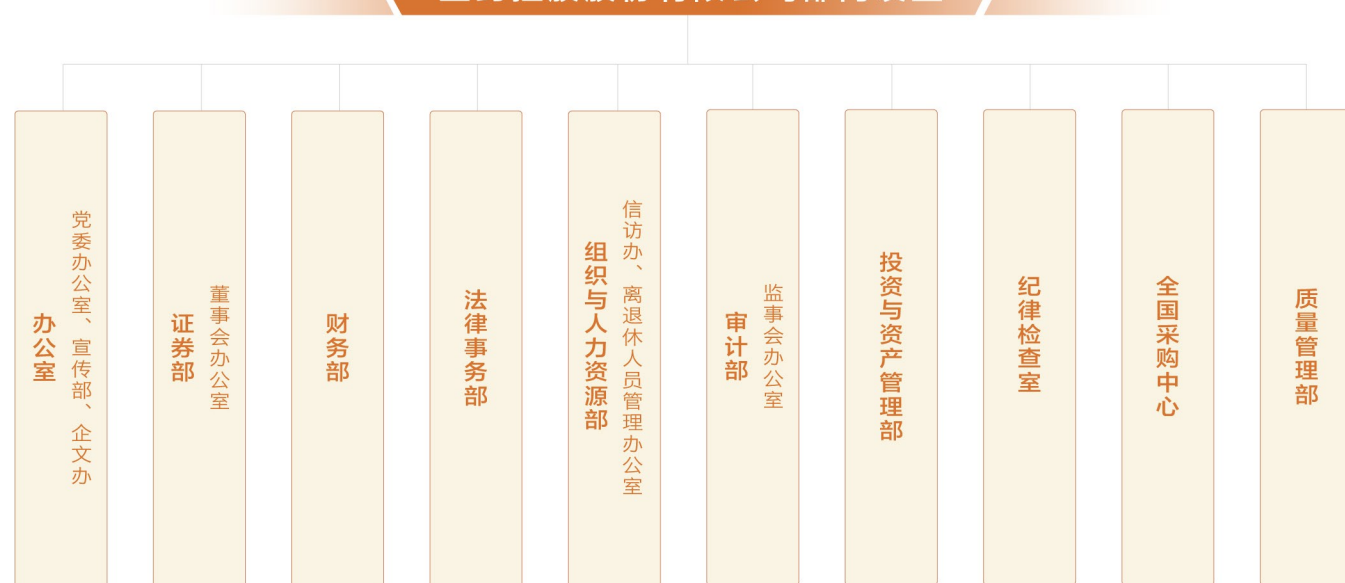 办公室
党委办公室、宣传部、企文办
证券部
董事会办公室
财务部
法律事务部
组织与人力资源部
信访办、离退休人员管理办公室
审计部
监事会办公室
投资与资产管理部
纪律检查室
全国采购中心
质量管理部